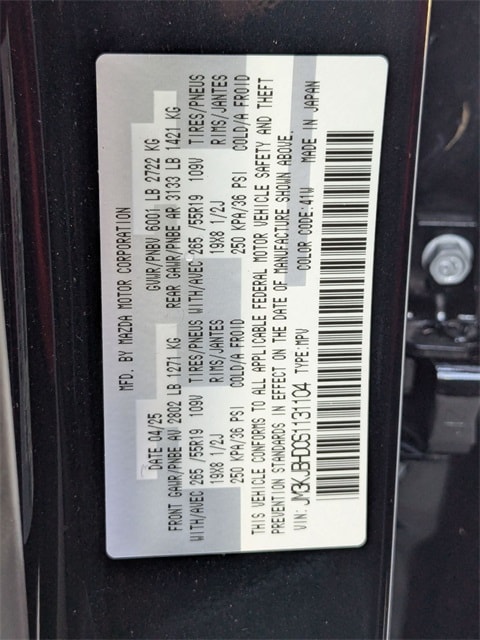 MFD. BY MAZDA MOTOR CORPORATION
DATE 04/25 GVWR/PNBV 6001 LB 2722 KG
FRONT GAWR/PNBE AV 2802 LB 1271 KG REAR GAWR/PNBE AR 3133 LB 1421 KG
WITH/AVEC 265 /55R19 109V TIRES/PNEUS WITH/AVEC 265 /55R19 109V TIRES/PNEUS
19X8 1/2J RIMS/JANTES 19X8 1/2J RIMS/JANTES
250 KPA/36 PSI COLD/A FROID 250 KPA/36 PSI COLD/A FROID
THIS VEHICLE CONFORMS TO ALL APPLICABLE FEDERAL MOTOR VEHICLE SAFETY AND THEFT
PREVENTION STANDARDS IN EFFECT ON THE DATE OF MANUFACTURE SHOWN ABOVE.
VIN: JM3KJBHD0S1131104 TYPE:MPV COLOR CODE:41W MADE IN JAPAN